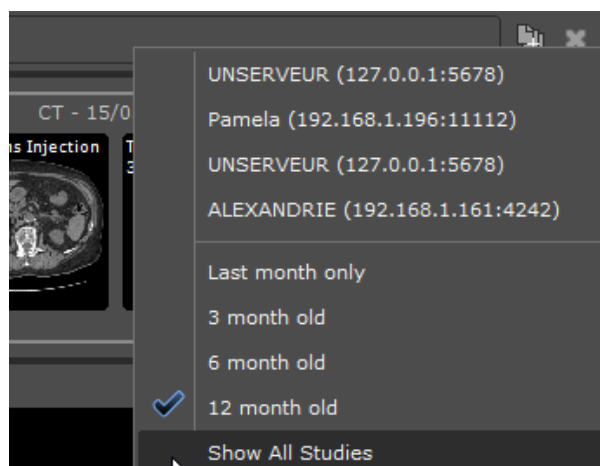 UNSERVEUR (127.0.0.1:5678)
Pamela (192.168.1.196:11112)
UNSERVEUR (127.0.0.1:5678)
ALEXANDRIE (192.168.1.161:4242)
Last month only
3 month old
6 month old
12 month old
Show All Studies
CT - 15/0
ns Injection
T
3